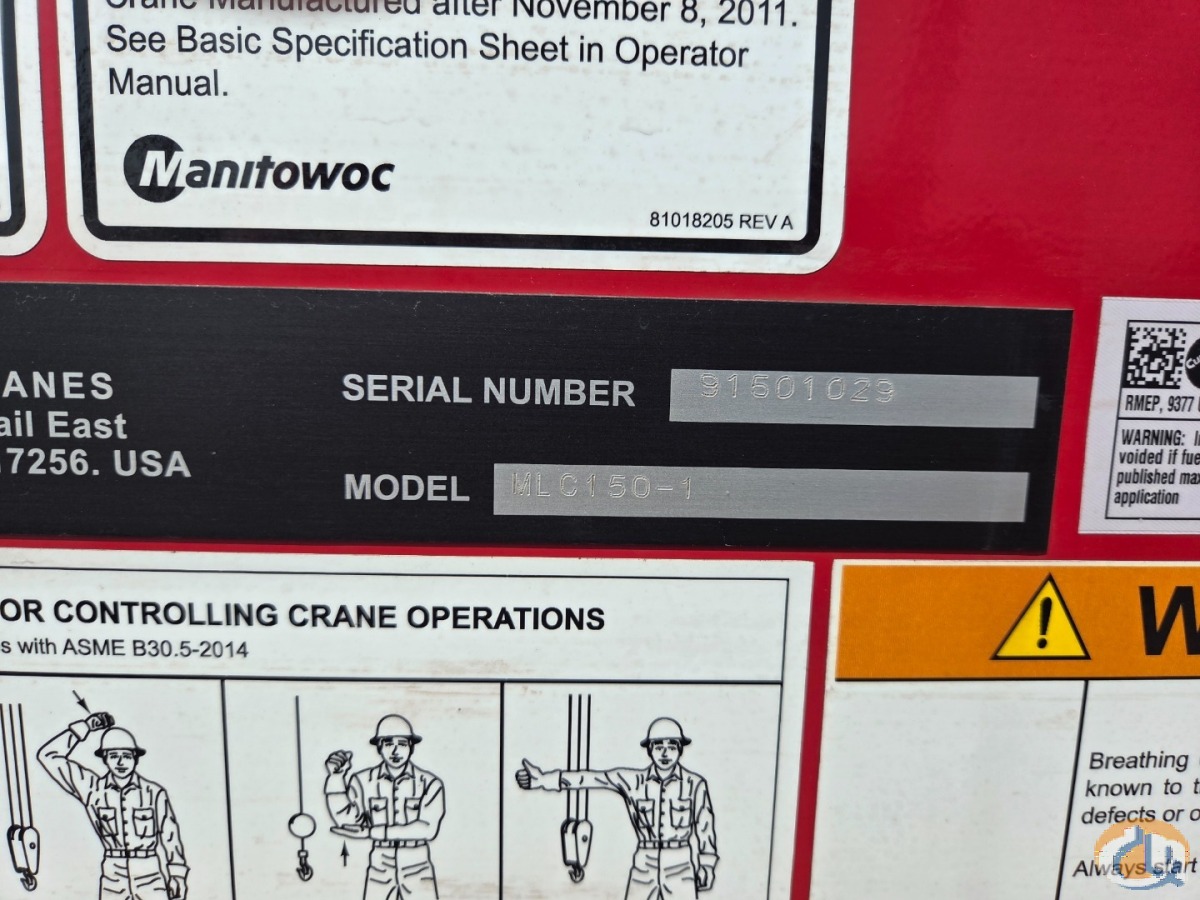 Crane Manufactured after November 8, 2011.
See Basic Specification Sheet in Operator
Manual.
Manitowoc
81018205 REV A
ANES
ail East
17256. USA
SERIAL NUMBER 91501029
MODEL MLC150-1
RMEP, 9377
WARNING:
voided if fue
published max
application
OR CONTROLLING CRANE OPERATIONS
s with ASME B30.5-2014
W
Breathing
known to t
defects or o
Always start